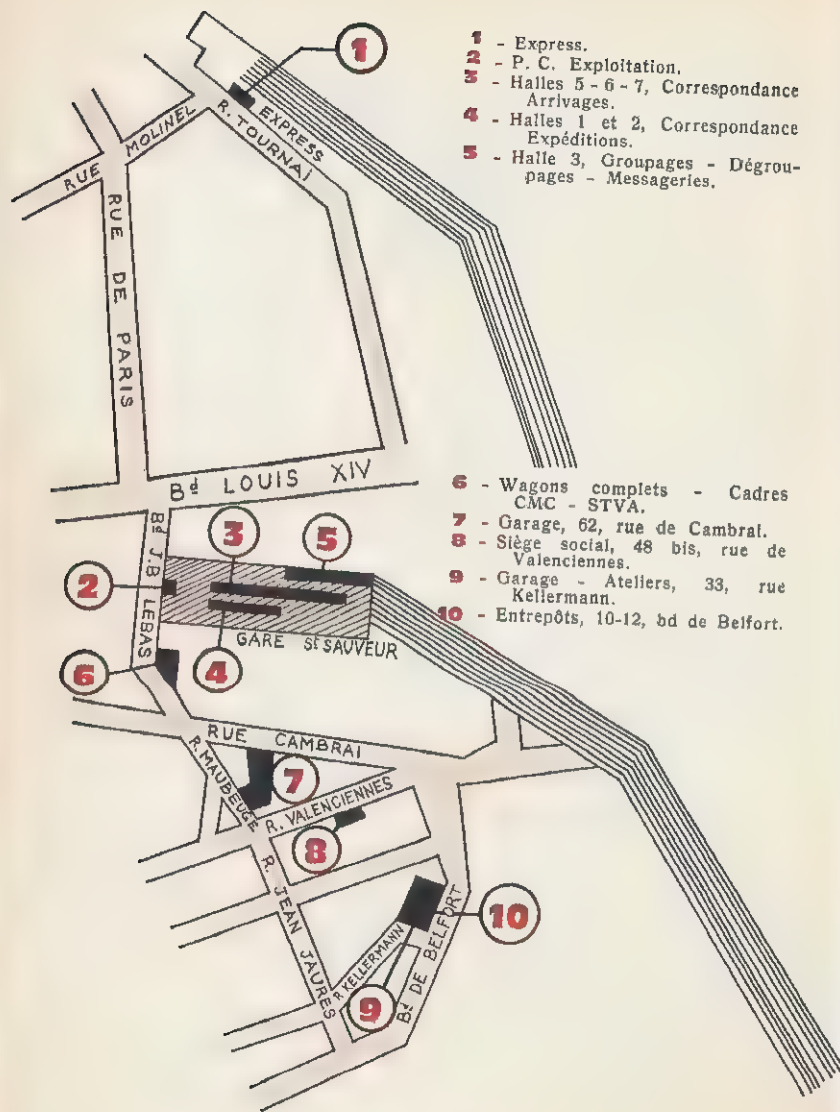 1
1 - Express.
2 - P. C. Exploitation.
3 - Halles 5 - 6 - 7, Correspondance
Arrivages.
4 - Halles 1 et 2, Correspondance
Expéditions.
5 - Halle 3, Groupages - Dégrou-
pages - Messageries.
EXPRESS
R. TOURNAI
RUE MOLINEL
RUE DE PARIS
Bd LOUIS XIV
6 - Wagons complets - Cadres
CMC - STVA.
7 - Garage, 62, rue de Cambrai.
8 - Siège social, 48 bis, rue de
Valenciennes.
9 - Garage - Ateliers, 33, rue
Kellermann.
10 - Entrepôts, 10-12, bd de Belfort.
Bd J.B LEBAS
3
5
2
GARE St SAUVEUR
4
6
RUE CAMBRAI
R. MAUBEUGE
7
R. VALENCIENNES
8
R. JEAN JAURES
10
R. KELLERMANN
Bd DE BELFORT
9